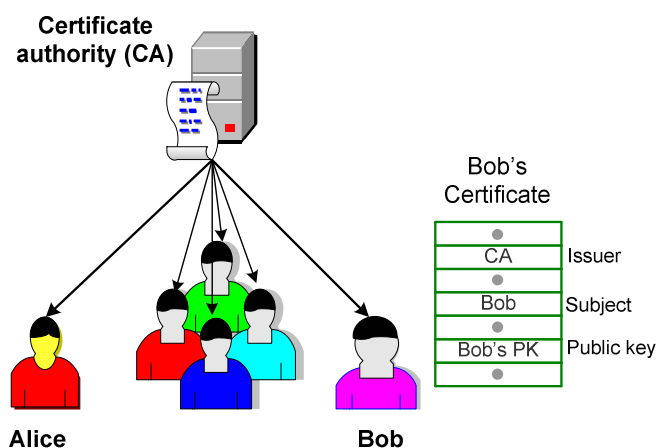 Certificate
authority (CA)
Bob's
Certificate
CA Issuer
Bob Subject
Bob's PK Public key
Alice
Bob